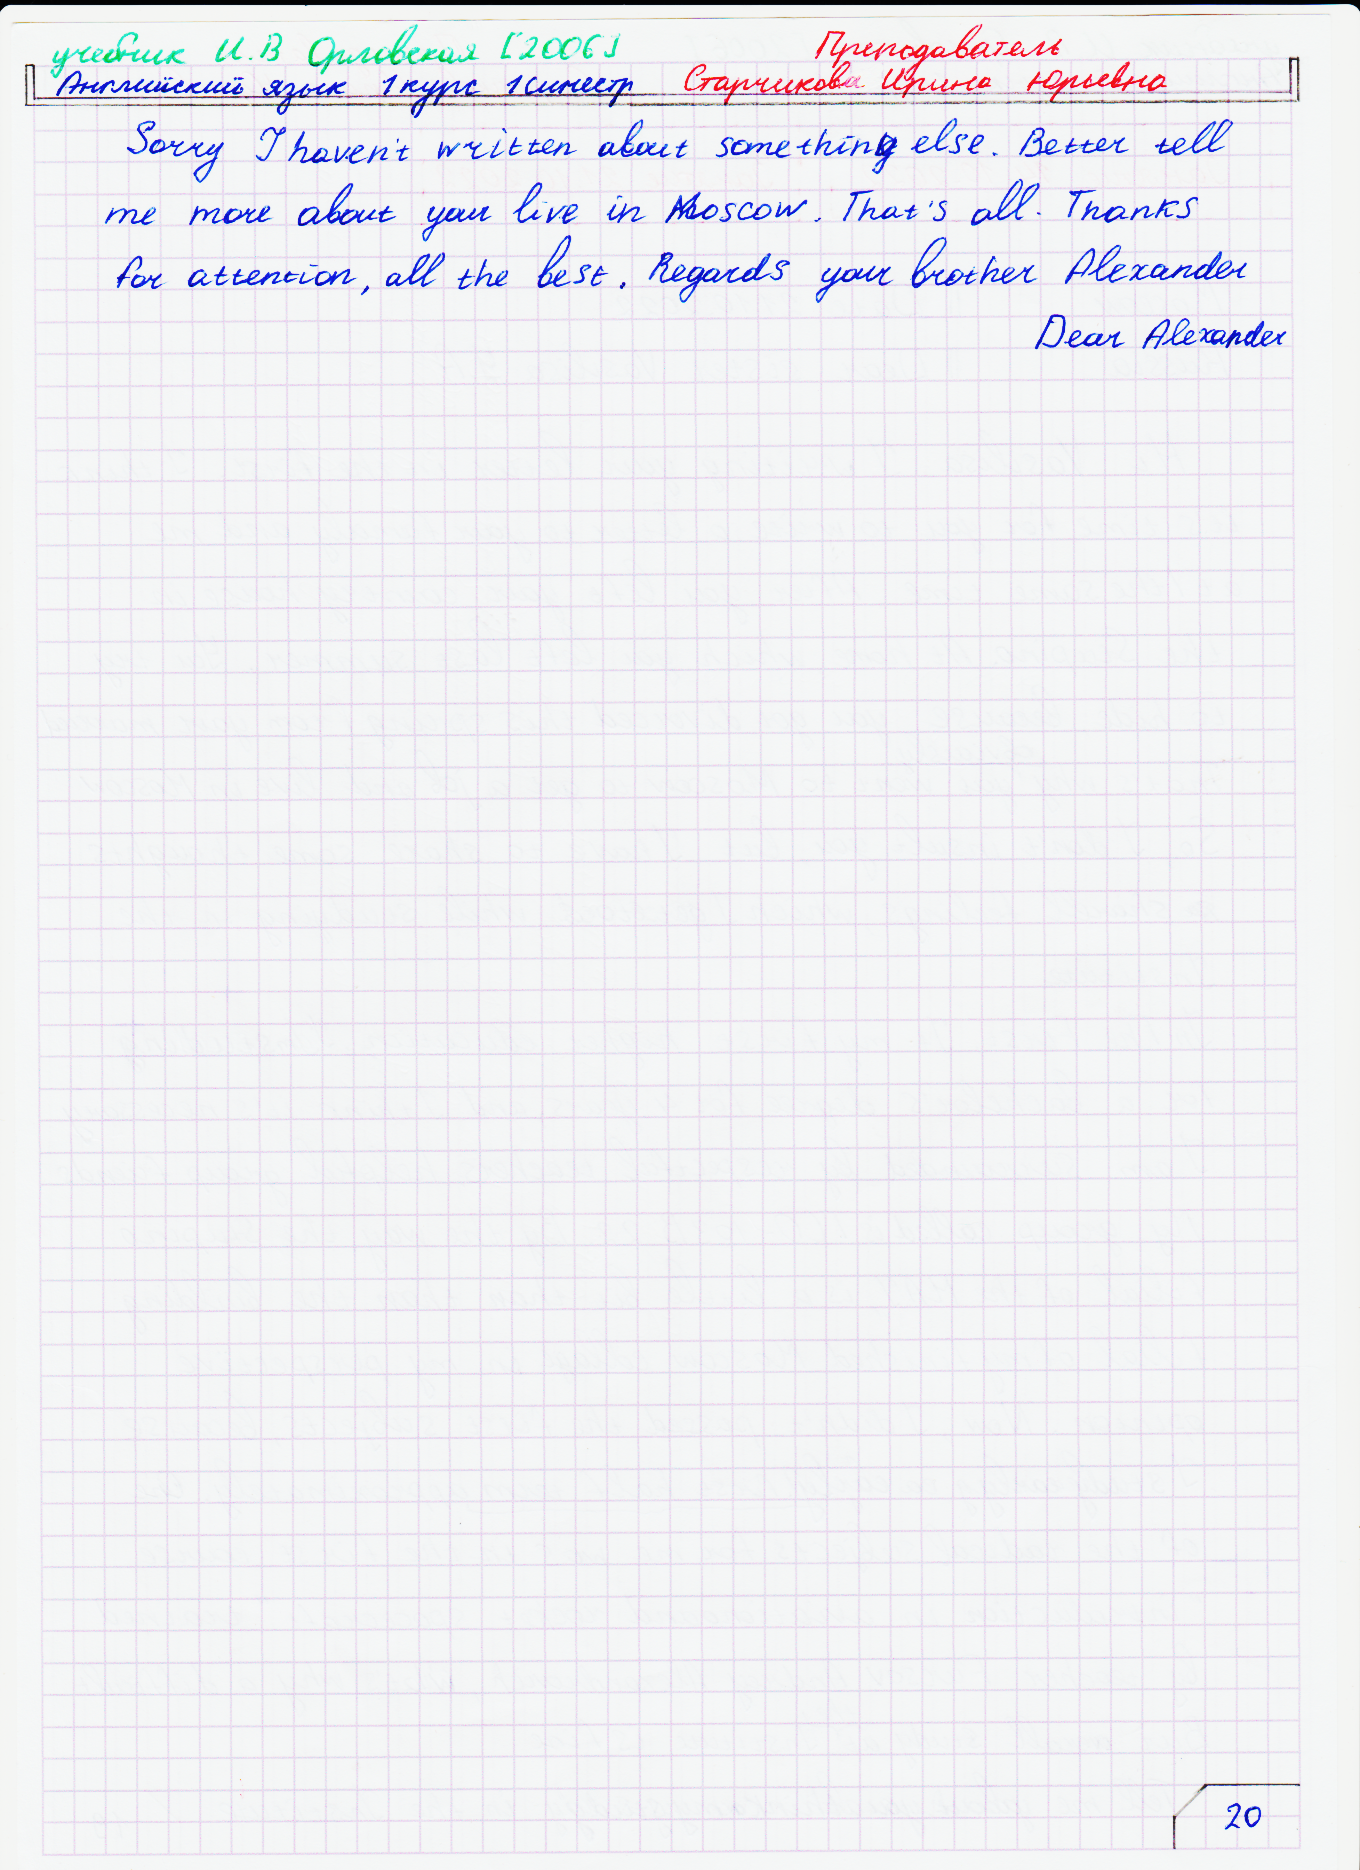 учебник И.В Орловская [2006]
Преподаватель
Английский язык 1 курс 1 симестр Старчикова Ирина Юрьевна
Sorry I haven't written about something else. Better tell
me more about your live in Moscow. That's all. Thanks
for attention, all the best. Regards your brother Alexander
Dear Alexander
20